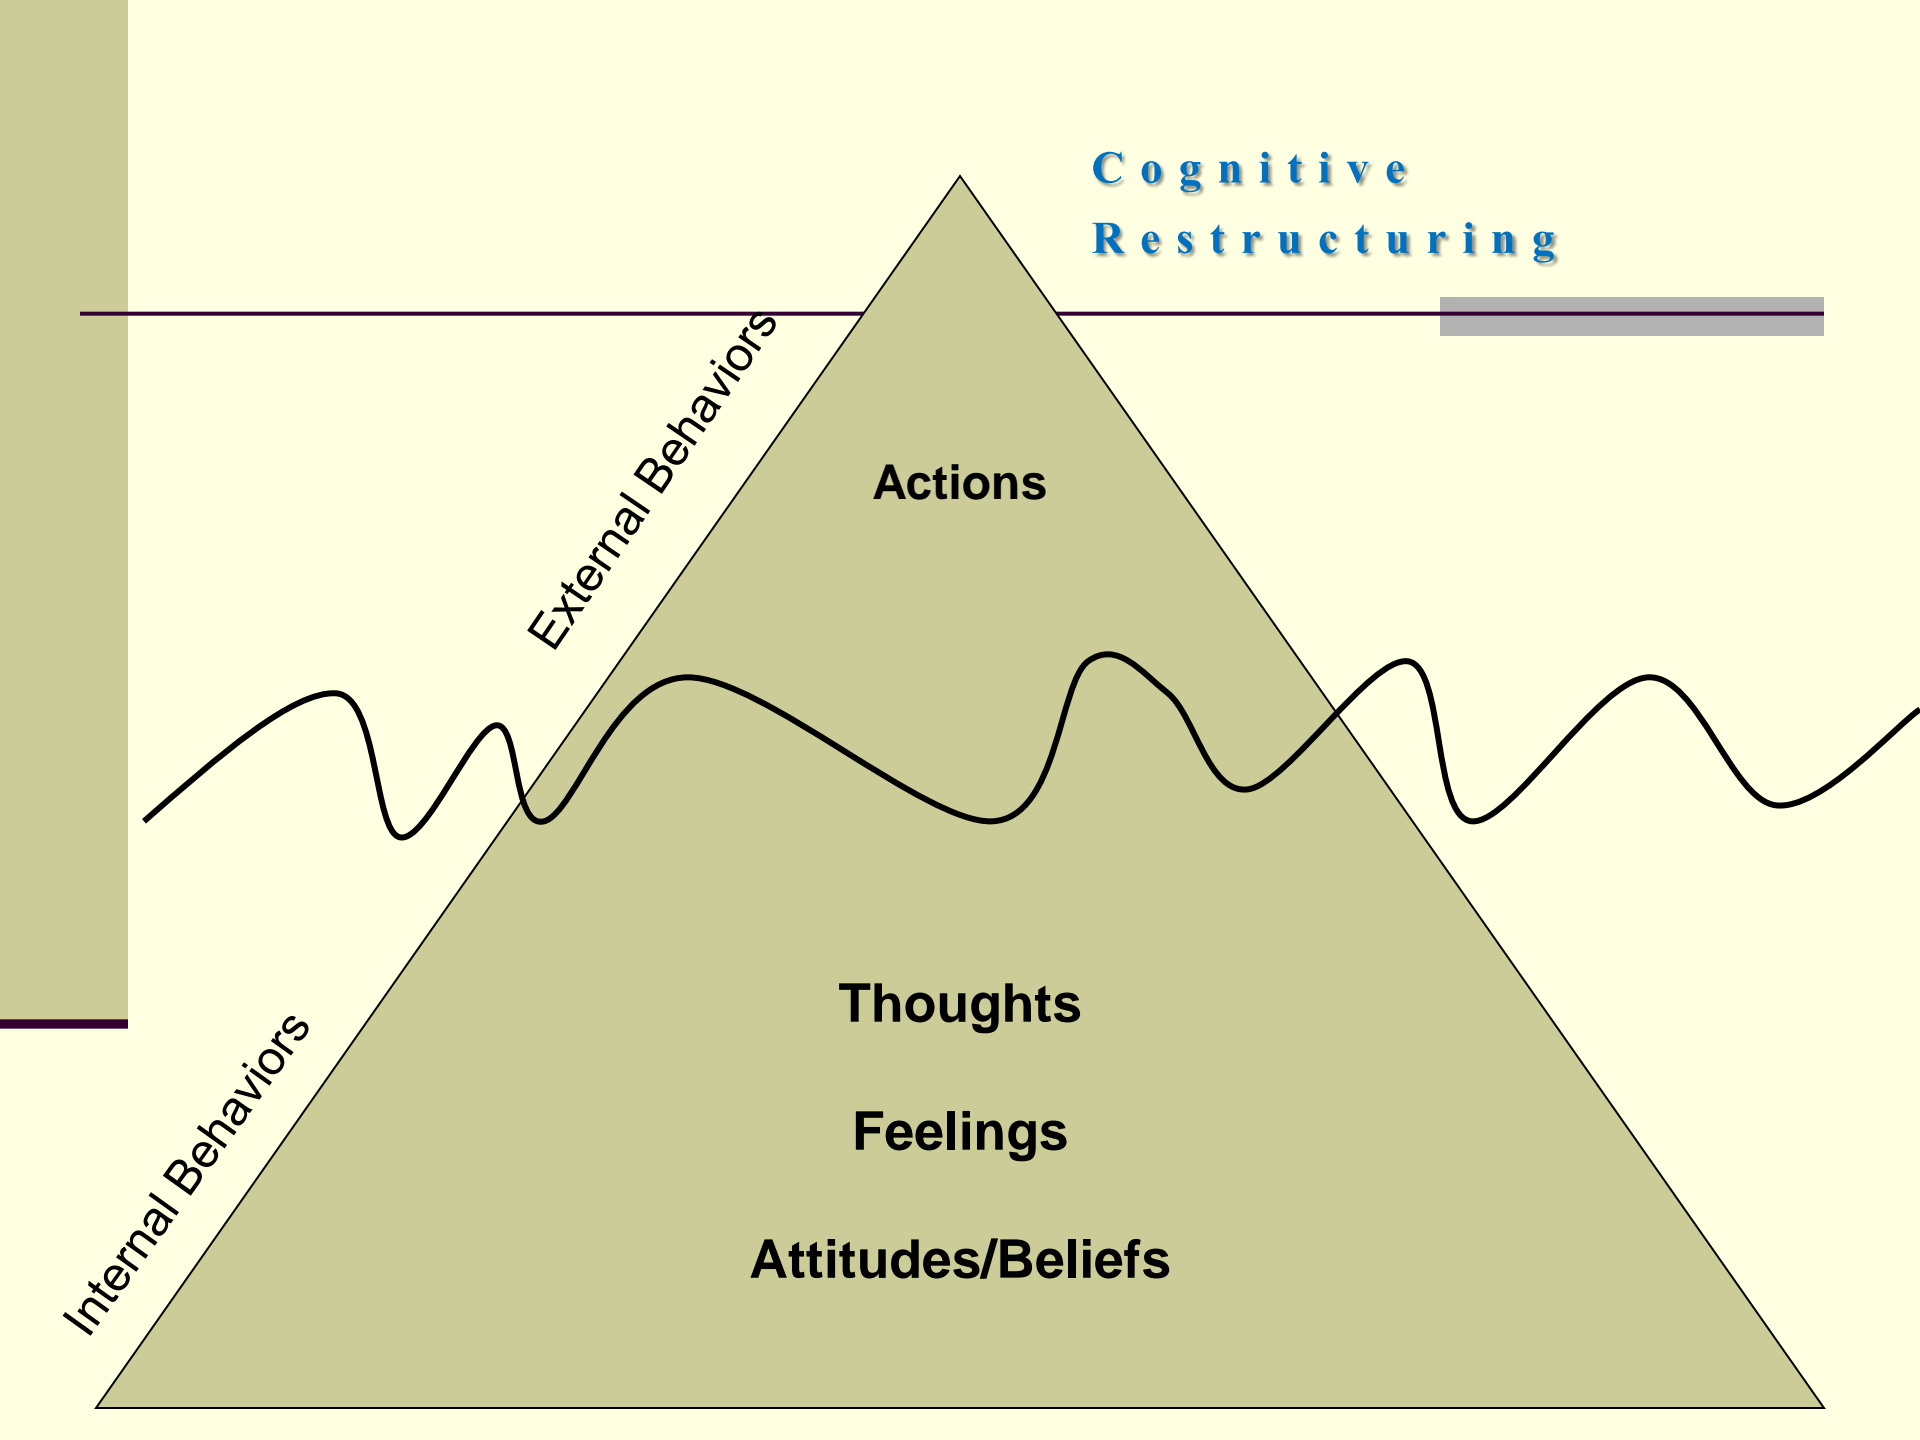 Cognitive
Restructuring
External Behaviors
Actions
Thoughts
Feelings
Attitudes/Beliefs
Internal Behaviors